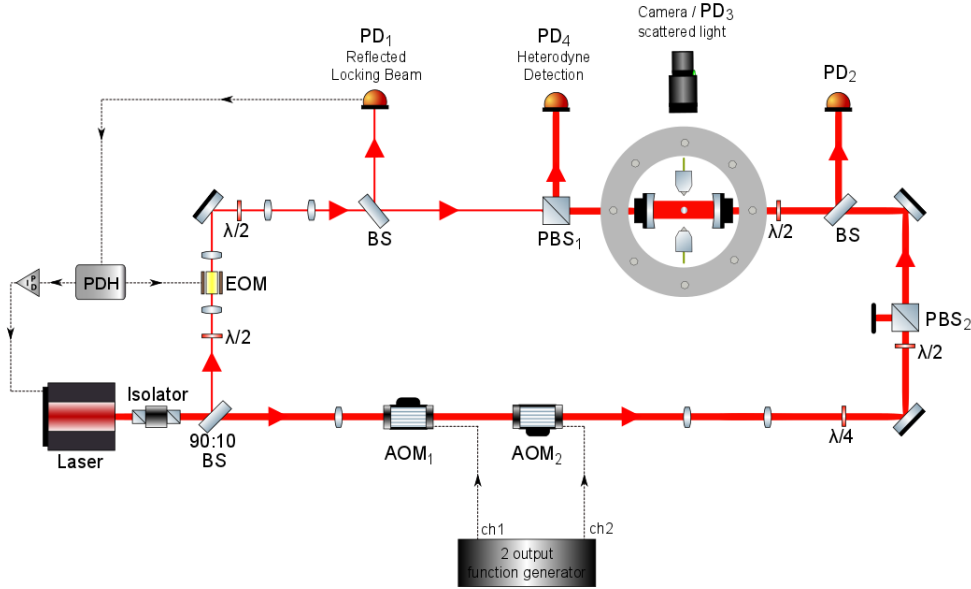 Camera / PD₃
scattered light
PD₁
Reflected
Locking Beam
PD₄
Heterodyne
Detection
PD₂
λ/2
BS
PBS₁
λ/2
BS
P
I D
PDH
EOM
PBS₂
λ/2
λ/2
Isolator
Laser
90:10
BS
AOM₁
AOM₂
λ/4
ch1
ch2
2 output
function generator